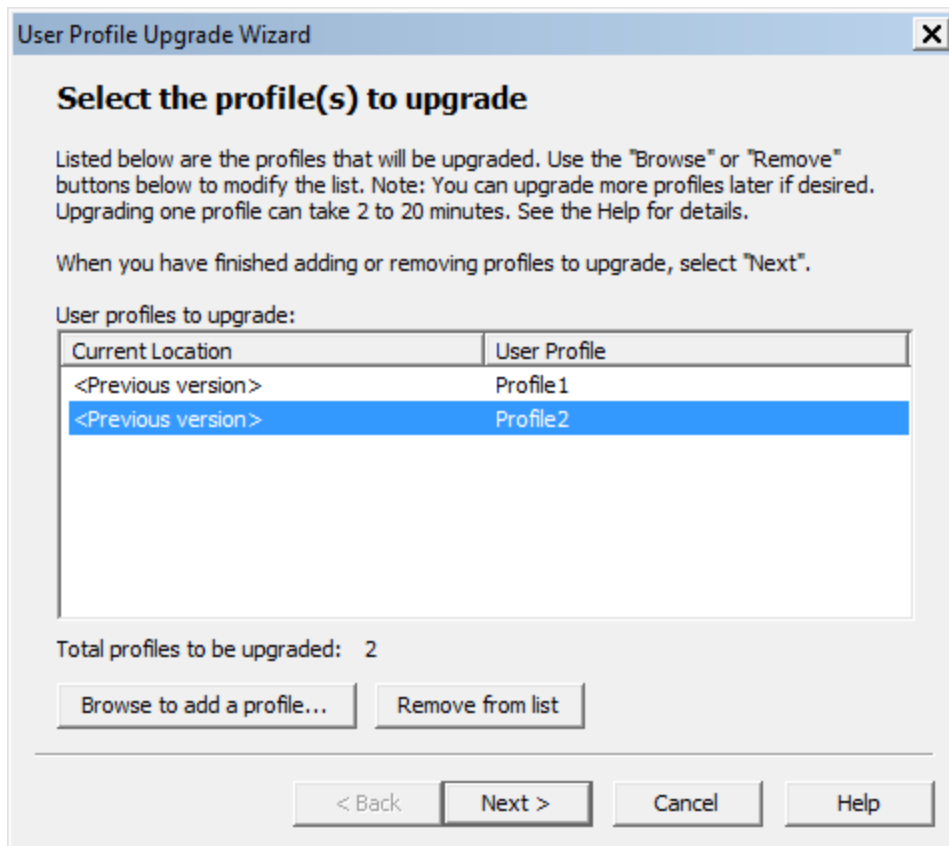 User Profile Upgrade Wizard
Select the profile(s) to upgrade
Listed below are the profiles that will be upgraded. Use the "Browse" or "Remove"
buttons below to modify the list. Note: You can upgrade more profiles later if desired.
Upgrading one profile can take 2 to 20 minutes. See the Help for details.
When you have finished adding or removing profiles to upgrade, select "Next".
User profiles to upgrade:
Current Location User Profile
<Previous version> Profile1
<Previous version> Profile2
Total profiles to be upgraded: 2
Browse to add a profile... Remove from list
< Back Next > Cancel Help